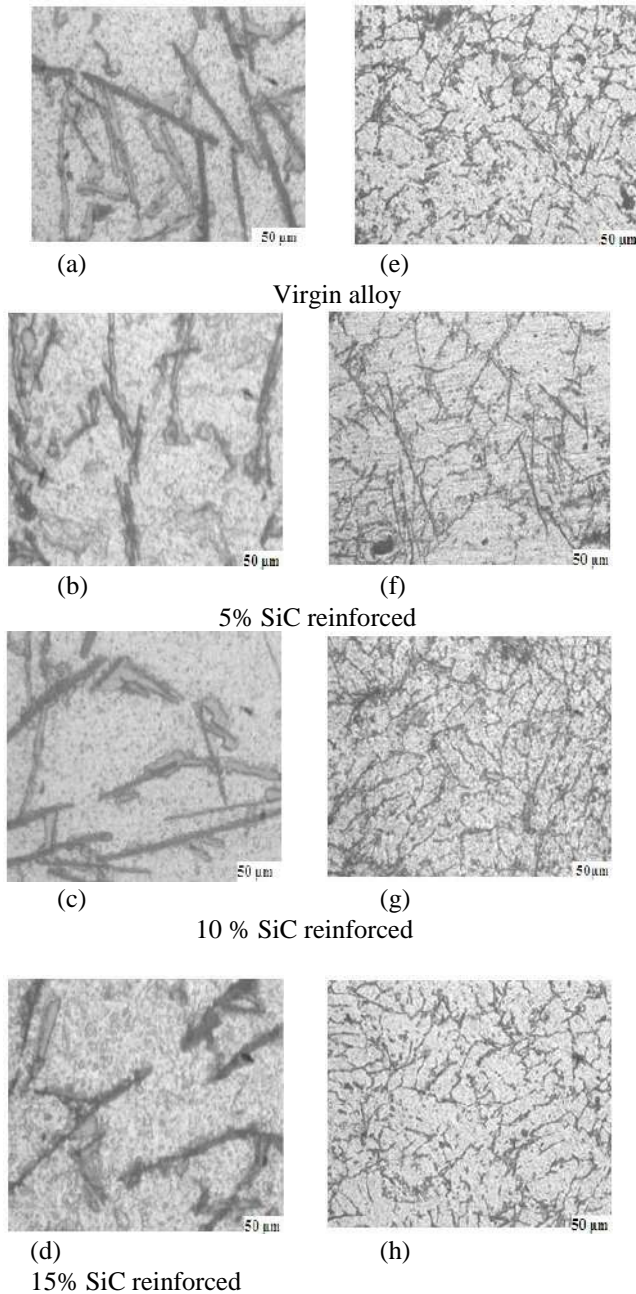 50 µm 50 µm
(a) (e)
Virgin alloy
50 µm 50 µm
(b) (f)
5% SiC reinforced
50 µm 50 µm
(c) (g)
10 % SiC reinforced
50 µm 50 µm
(d) (h)
15% SiC reinforced